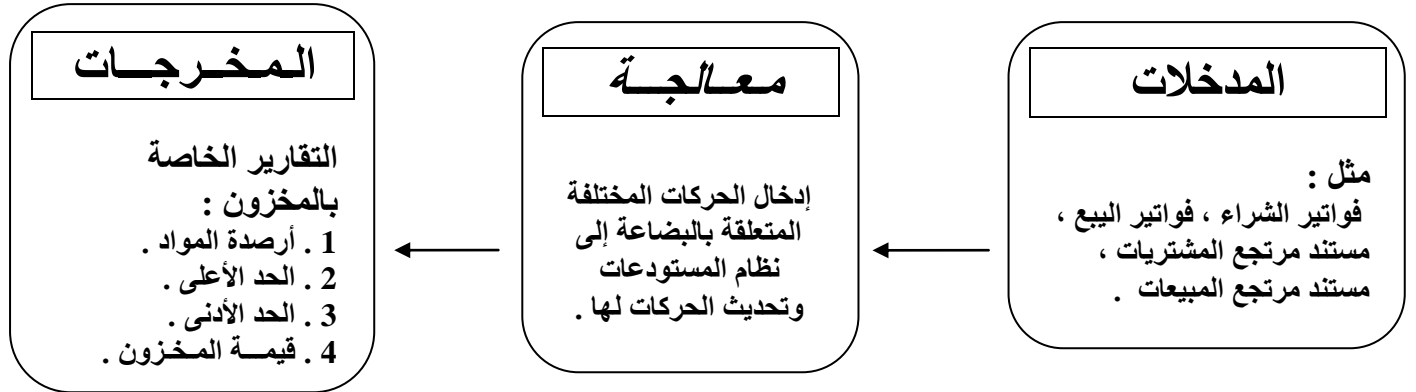 المدخلات
مثل :
فواتير الشراء ، فواتير البيع ،
مستند مرتجع المشتريات ،
مستند مرتجع المبيعات .
معالجة
إدخال الحركات المختلفة
المتعلقة بالبضاعة إلى
نظام المستودعات
وتحديث الحركات لها .
المخرجات
التقارير الخاصة
بالمخزون :
1 . أرصدة المواد .
2 . الحد الأعلى .
3 . الحد الأدنى .
4 . قيمة المخزون .